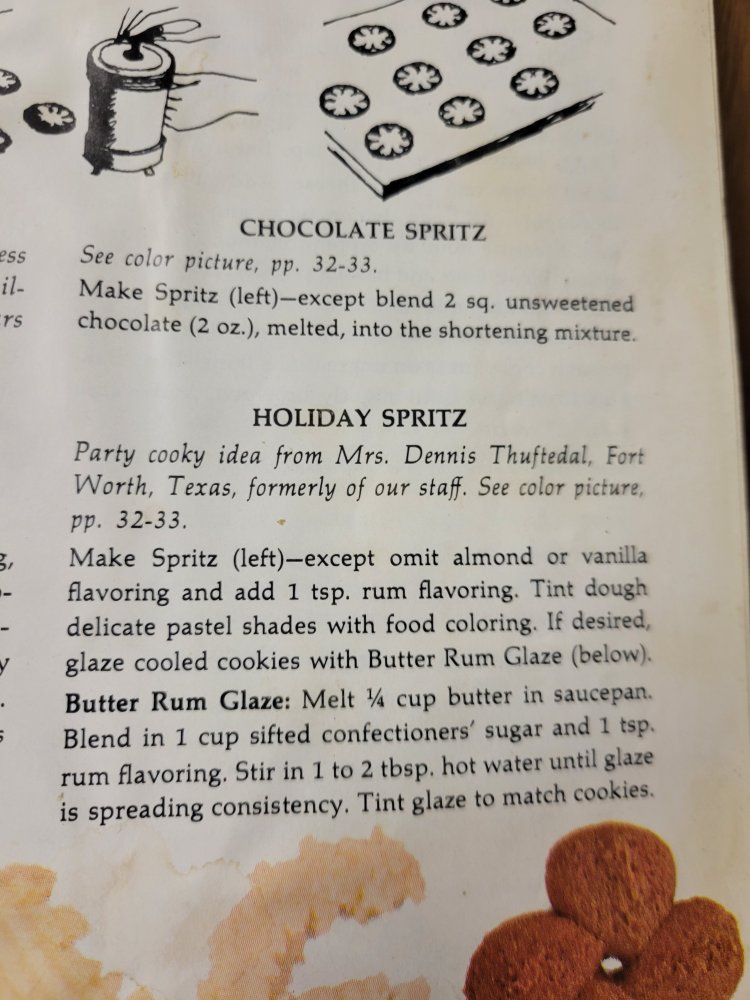 CHOCOLATE SPRITZ
ess
See color picture, pp. 32-33.
il-
Make Spritz (left)—except blend 2 sq. unsweetened
rs
chocolate (2 oz.), melted, into the shortening mixture.
HOLIDAY SPRITZ
Party cooky idea from Mrs. Dennis Thuftedal, Fort
Worth, Texas, formerly of our staff. See color picture,
pp. 32-33.
g,
Make Spritz (left)—except omit almond or vanilla
flavoring and add 1 tsp. rum flavoring. Tint dough
-
delicate pastel shades with food coloring. If desired,
y
glaze cooled cookies with Butter Rum Glaze (below).
.
Butter Rum Glaze: Melt ¼ cup butter in saucepan.
s
Blend in 1 cup sifted confectioners' sugar and 1 tsp.
rum flavoring. Stir in 1 to 2 tbsp. hot water until glaze
is spreading consistency. Tint glaze to match cookies.